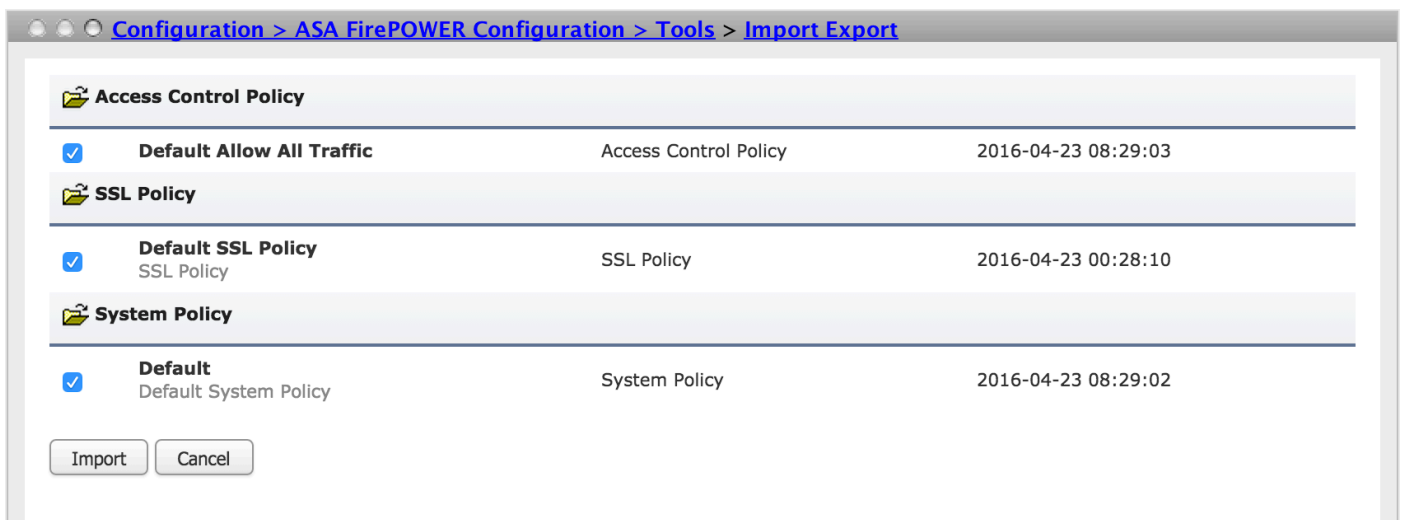 Configuration > ASA FirePOWER Configuration > Tools > Import Export
Access Control Policy
Default Allow All Traffic Access Control Policy 2016-04-23 08:29:03
SSL Policy
Default SSL Policy SSL Policy 2016-04-23 00:28:10
SSL Policy
System Policy
Default System Policy 2016-04-23 08:29:02
Default System Policy
Import Cancel